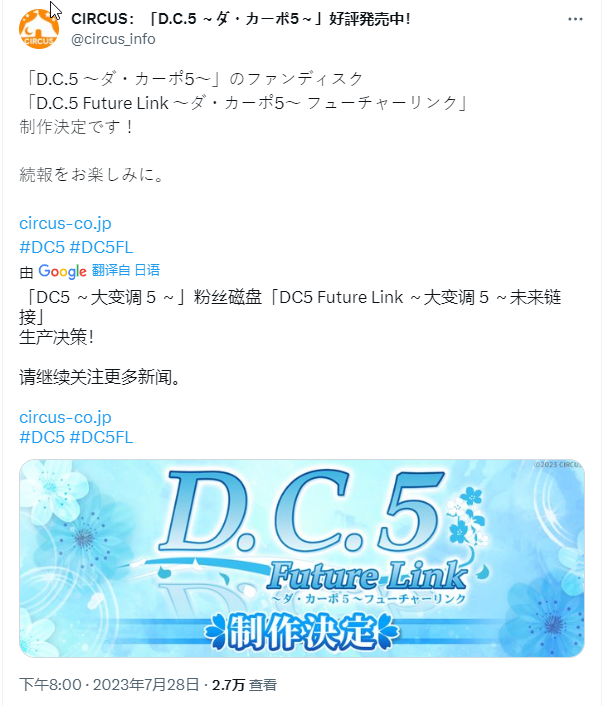 CIRCUS：「D.C.5 ～ダ・カーポ5～」好評発売中！
@circus_info
「D.C.5 ～ダ・カーポ5～」のファンディスク
「D.C.5 Future Link ～ダ・カーポ5～ フューチャーリンク」
制作決定です！
続報をお楽しみに。
circus-co.jp
#DC5 #DC5FL
由 Google 翻译自 日语
「DC5 ～大变调 5 ～」粉丝磁盘「DC5 Future Link ～大变调 5 ～未来链
接」
生产决策！
请继续关注更多新闻。
circus-co.jp
#DC5 #DC5FL
©2023 CIRCUS
D.C.5
Future Link
～ダ・カーポ５～フューチャーリンク
制作決定
下午8:00 · 2023年7月28日 · 2.7万 查看